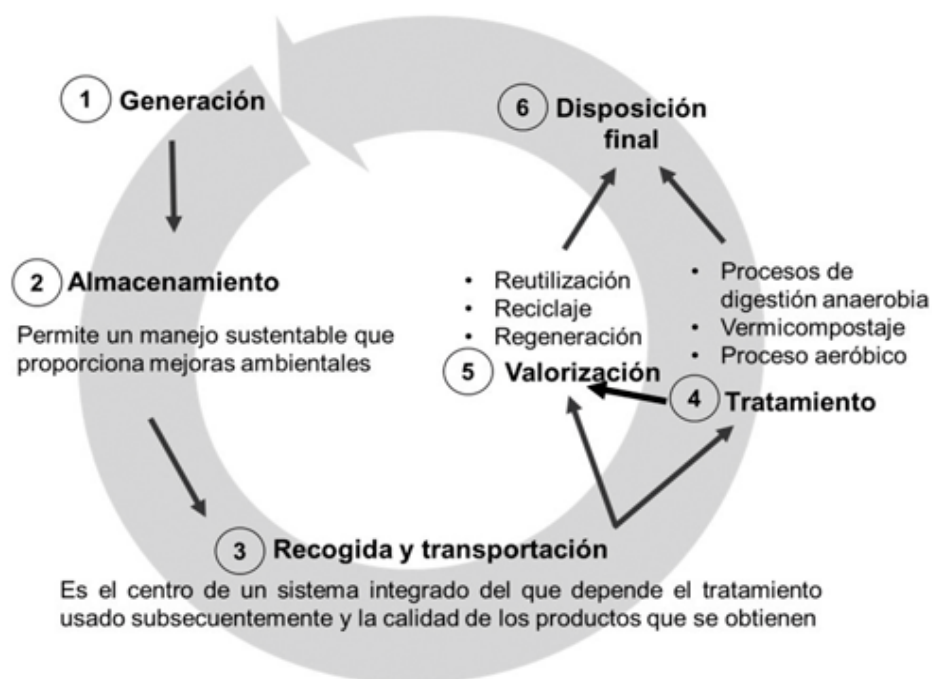 1 Generación
2 Almacenamiento
Permite un manejo sustentable que
proporciona mejoras ambientales
3 Recogida y transportación
Es el centro de un sistema integrado del que depende el tratamiento
usado subsecuentemente y la calidad de los productos que se obtienen
4 Tratamiento
• Procesos de
digestión anaerobia
• Vermicompostaje
• Proceso aeróbico
5 Valorización
• Reutilización
• Reciclaje
• Regeneración
6 Disposición
final